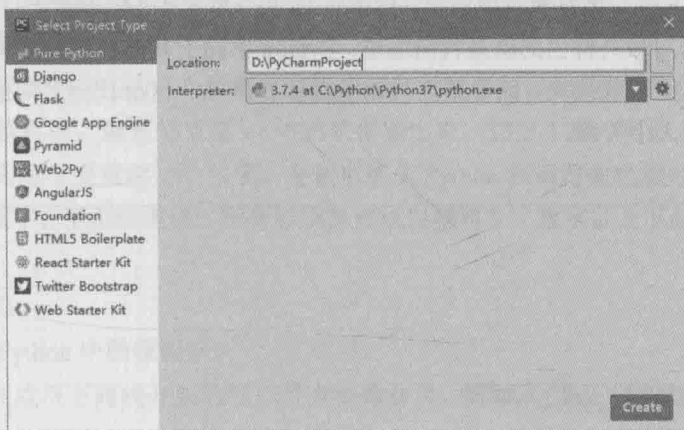 PC Select Project Type
Pure Python
Django
Flask
Google App Engine
Pyramid
Web2Py
AngularJS
Foundation
HTML5 Boilerplate
React Starter Kit
Twitter Bootstrap
Web Starter Kit
Location: D:\PyCharmProject
Interpreter: 3.7.4 at C:\Python\Python37\python.exe
Create